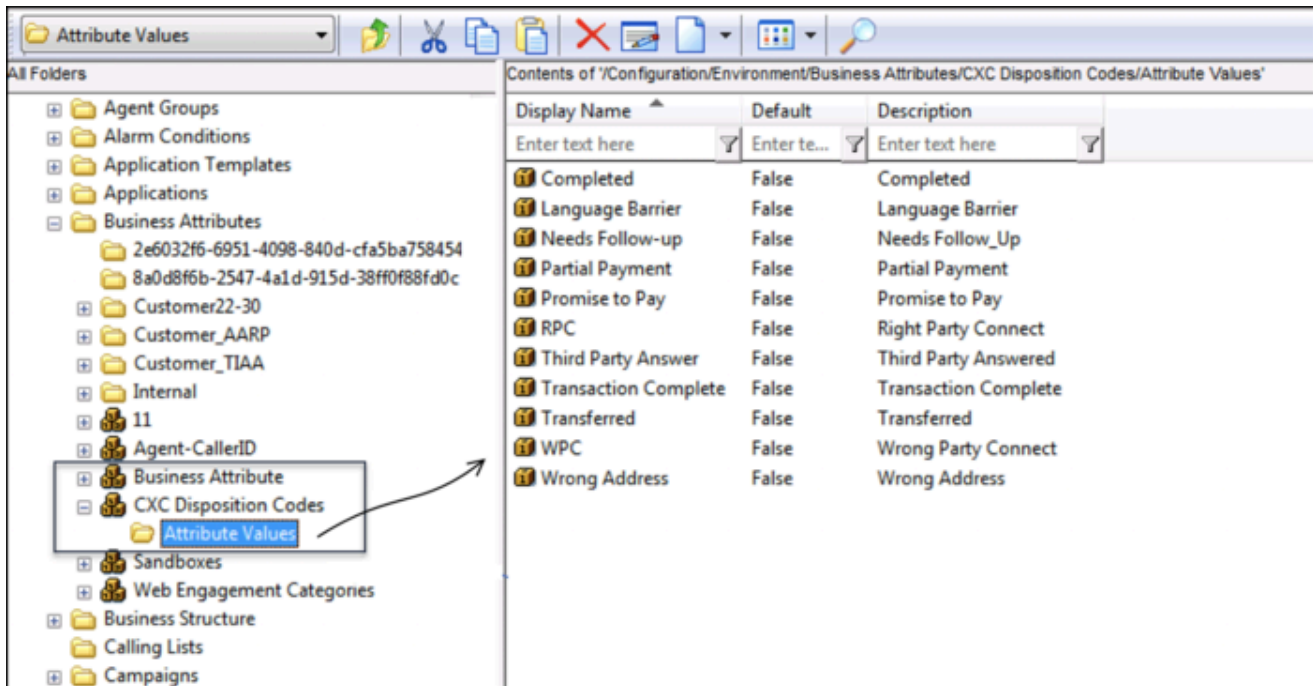 Attribute Values
All Folders
Agent Groups
Alarm Conditions
Application Templates
Applications
Business Attributes
2e6032f6-6951-4098-840d-cfa5ba758454
8a0d8f6b-2547-4a1d-915d-38ff0f88fd0c
Customer22-30
Customer_AARP
Customer_TIAA
Internal
11
Agent-CallerID
Business Attribute
CXC Disposition Codes
Attribute Values
Sandboxes
Web Engagement Categories
Business Structure
Calling Lists
Campaigns
Contents of '/Configuration/Environment/Business Attributes/CXC Disposition Codes/Attribute Values'
Display Name Default Description
Enter text here Enter te... Enter text here
Completed False Completed
Language Barrier False Language Barrier
Needs Follow-up False Needs Follow_Up
Partial Payment False Partial Payment
Promise to Pay False Promise to Pay
RPC False Right Party Connect
Third Party Answer False Third Party Answered
Transaction Complete False Transaction Complete
Transferred False Transferred
WPC False Wrong Party Connect
Wrong Address False Wrong Address